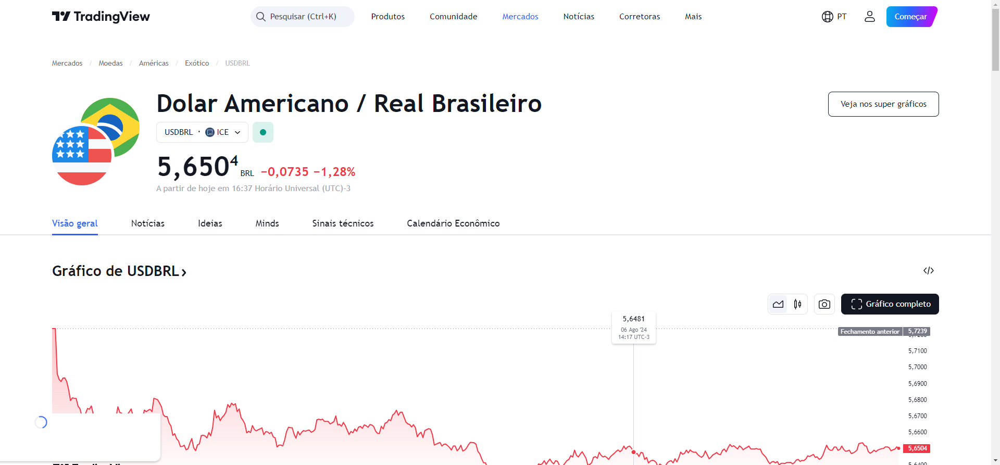 TradingView
Pesquisar (Ctrl+K)
Produtos
Comunidade
Mercados
Notícias
Corretoras
Mais
PT
Começar
Mercados / Moedas / Américas / Exótico / USDBRL
Dolar Americano / Real Brasileiro
Veja nos super gráficos
USDBRL · ICE
5,6504 BRL −0,0735 −1,28%
A partir de hoje em 16:37 Horário Universal (UTC)-3
Visão geral
Notícias
Ideias
Minds
Sinais técnicos
Calendário Econômico
Gráfico de USDBRL›
</>
Gráfico completo
5,6481
06 Ago '24
14:17 UTC-3
Fechamento anterior 5,7239
5,7100
5,7000
5,6900
5,6800
5,6700
5,6600
5,6504